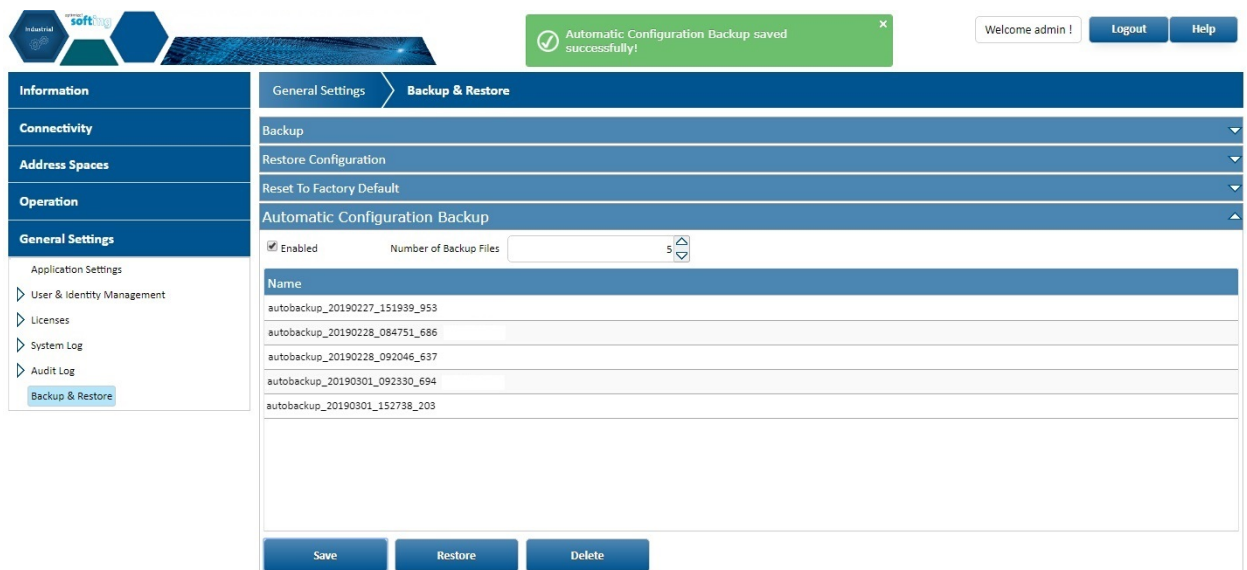 Industrial
softing
Automatic Configuration Backup saved
successfully!
×
Welcome admin !
Logout
Help
Information
Connectivity
Address Spaces
Operation
General Settings
Application Settings
User & Identity Management
Licenses
System Log
Audit Log
Backup & Restore
General Settings
Backup & Restore
Backup
Restore Configuration
Reset To Factory Default
Automatic Configuration Backup
Enabled
Number of Backup Files
5
Name
autobackup_20190227_151939_953
autobackup_20190228_084751_686
autobackup_20190228_092046_637
autobackup_20190301_092330_694
autobackup_20190301_152738_203
Save
Restore
Delete